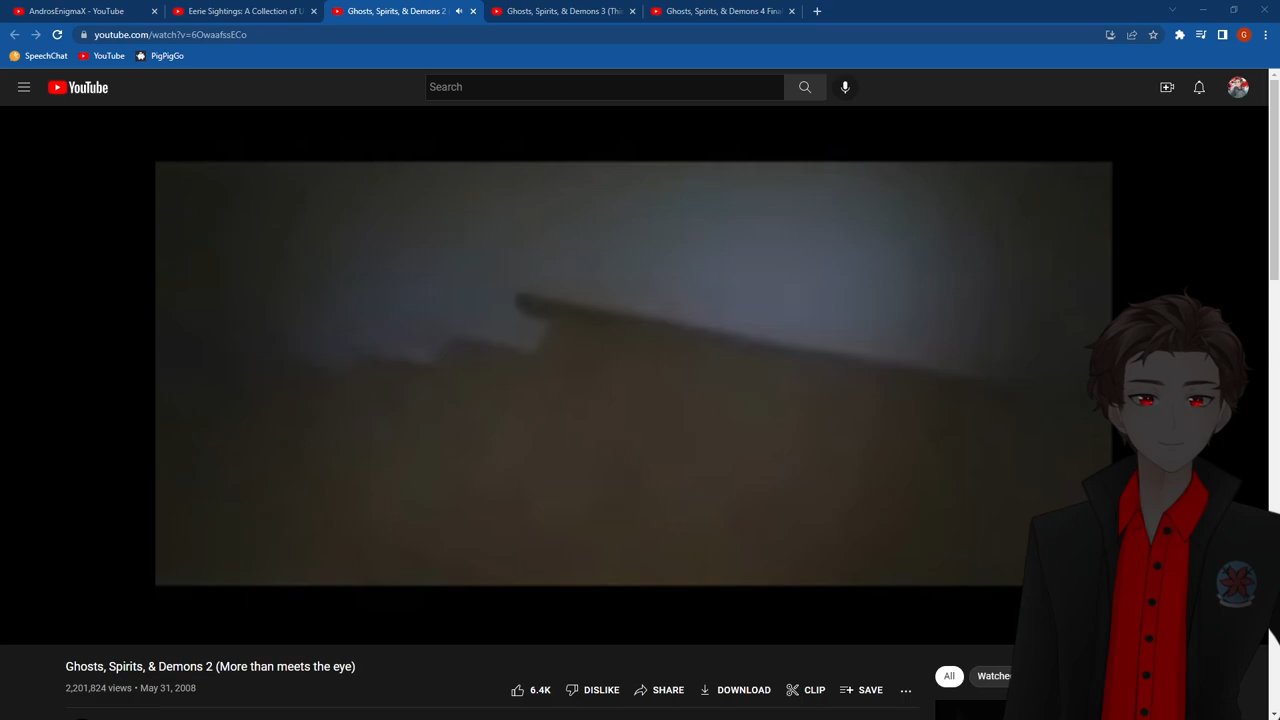 AndrosEnigmaX - YouTube
Eerie Sightings: A Collection of U
Ghosts, Spirits, & Demons 2
Ghosts, Spirits, & Demons 3 (Thi
Ghosts, Spirits, & Demons 4 Fina
youtube.com/watch?v=6OwaafssECo
G
SpeechChat
YouTube
PigPigGo
YouTube
Search
Ghosts, Spirits, & Demons 2 (More than meets the eye)
2,201,824 views • May 31, 2008
6.4K
DISLIKE
SHARE
DOWNLOAD
CLIP
SAVE
All
Watche